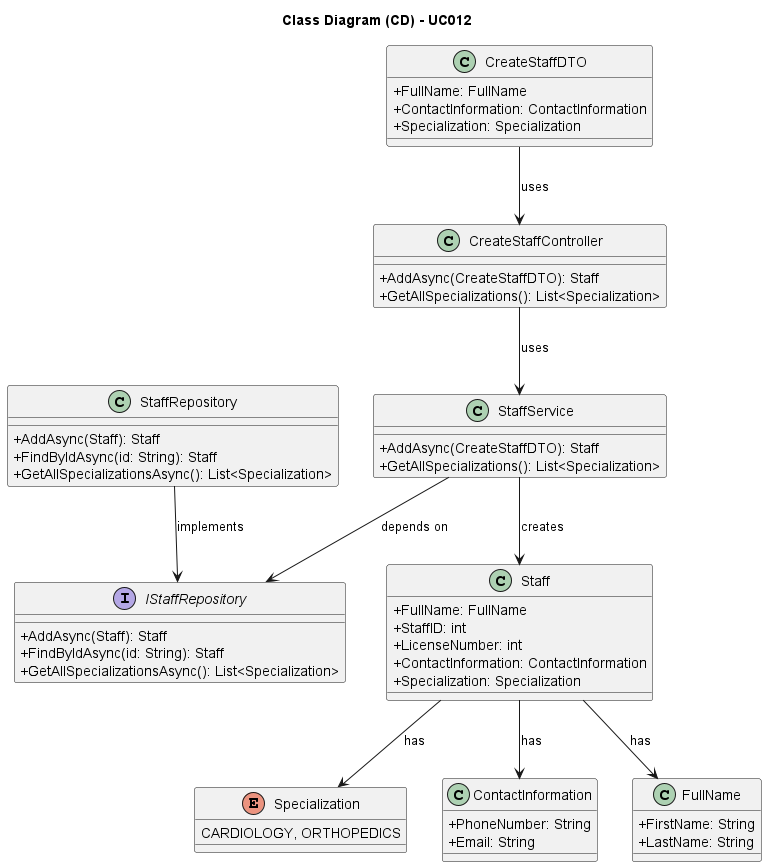 Class Diagram (CD) - UC012
C CreateStaffDTO
+FullName: FullName
+ContactInformation: ContactInformation
+Specialization: Specialization
uses
C CreateStaffController
+AddAsync(CreateStaffDTO): Staff
+GetAllSpecializations(): List<Specialization>
uses
C StaffRepository
+AddAsync(Staff): Staff
+FindByIdAsync(id: String): Staff
+GetAllSpecializationsAsync(): List<Specialization>
C StaffService
+AddAsync(CreateStaffDTO): Staff
+GetAllSpecializations(): List<Specialization>
implements
depends on
creates
I IStaffRepository
+AddAsync(Staff): Staff
+FindByIdAsync(id: String): Staff
+GetAllSpecializationsAsync(): List<Specialization>
C Staff
+FullName: FullName
+StaffID: int
+LicenseNumber: int
+ContactInformation: ContactInformation
+Specialization: Specialization
has
has
has
E Specialization
CARDIOLOGY, ORTHOPEDICS
C ContactInformation
+PhoneNumber: String
+Email: String
C FullName
+FirstName: String
+LastName: String